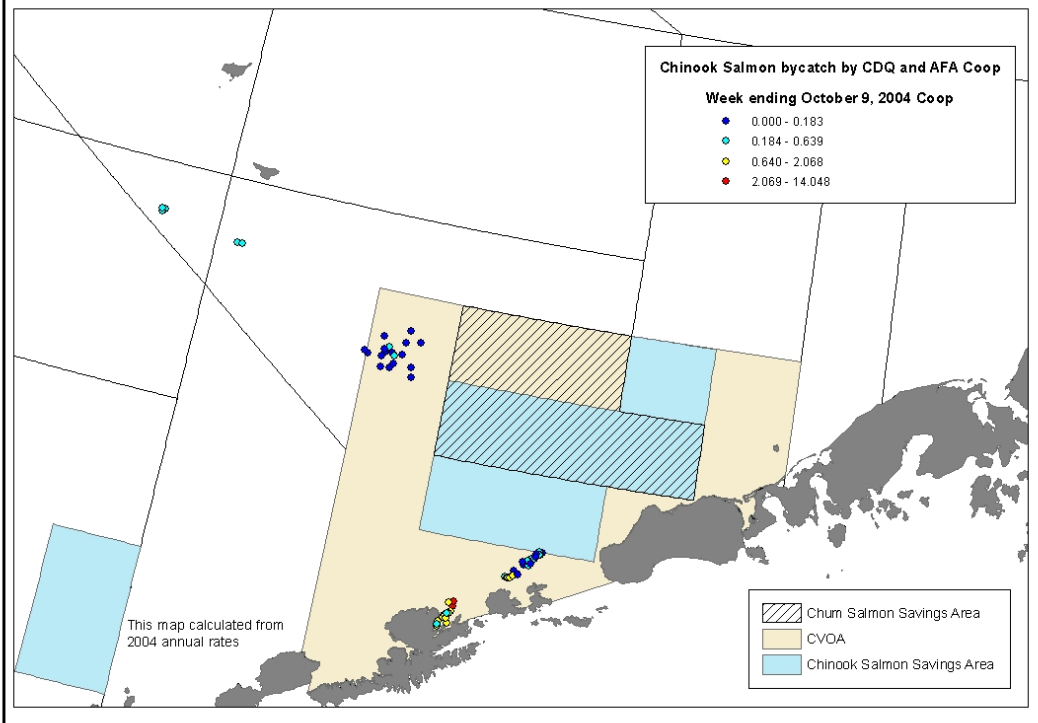 Chinook Salmon bycatch by CDQ and AFA Coop
Week ending October 9, 2004 Coop
0.000 - 0.183
0.184 - 0.639
0.640 - 2.068
2.069 - 14.048
This map calculated from
2004 annual rates
Chum Salmon Savings Area
CVOA
Chinook Salmon Savings Area